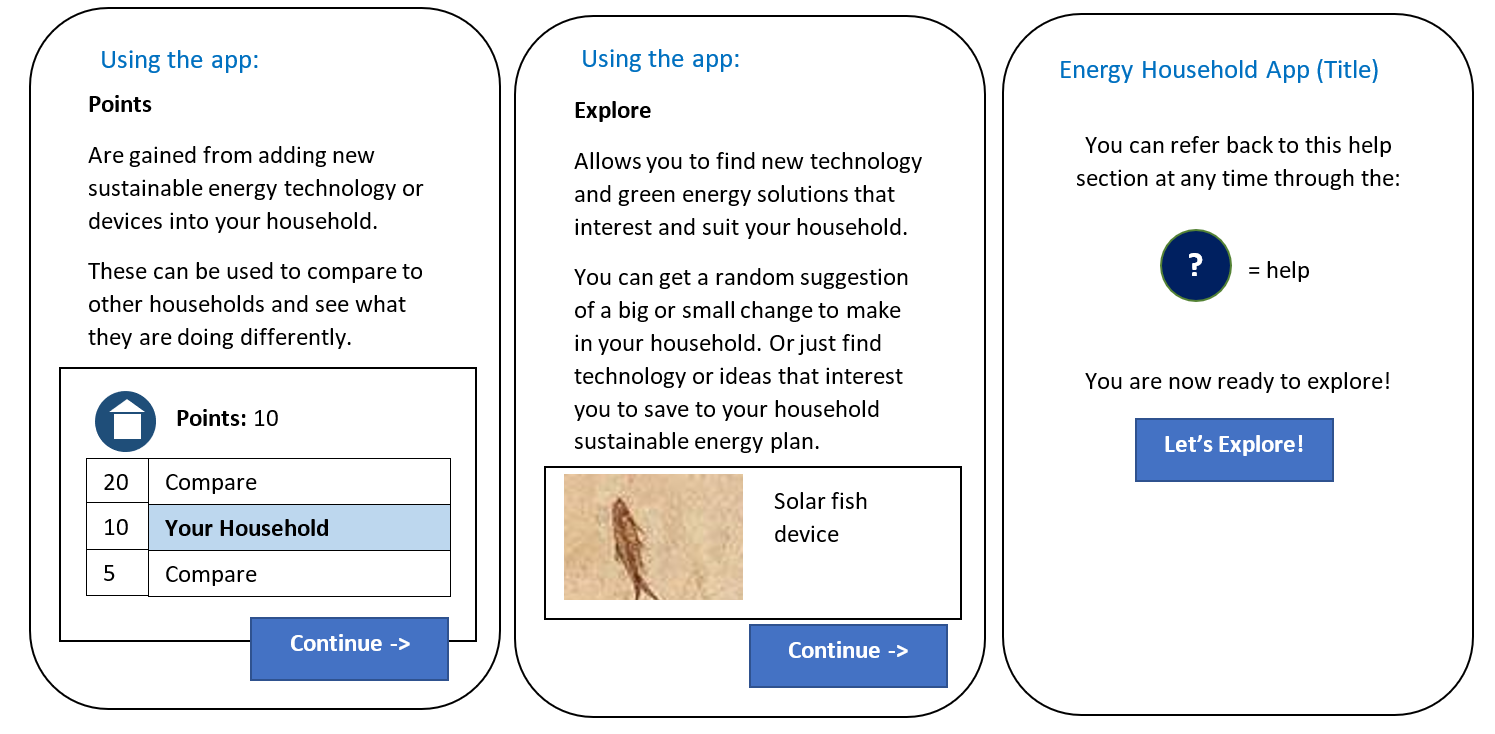 Using the app:
Points
Are gained from adding new
sustainable energy technology or
devices into your household.
These can be used to compare to
other households and see what
they are doing differently.
Points: 10
20 Compare
10 Your Household
5 Compare
Continue ->
Using the app:
Explore
Allows you to find new technology
and green energy solutions that
interest and suit your household.
You can get a random suggestion
of a big or small change to make
in your household. Or just find
technology or ideas that interest
you to save to your household
sustainable energy plan.
Solar fish
device
Continue ->
Energy Household App (Title)
You can refer back to this help
section at any time through the:
? = help
You are now ready to explore!
Let’s Explore!